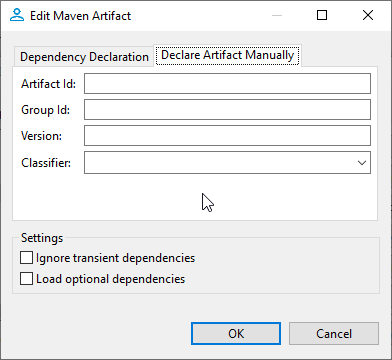 Edit Maven Artifact
Dependency Declaration Declare Artifact Manually
Artifact Id:
Group Id:
Version:
Classifier:
Settings
Ignore transient dependencies
Load optional dependencies
OK Cancel